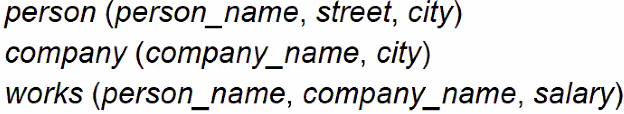 person (person_name, street, city)
company (company_name, city)
works (person_name, company_name, salary)